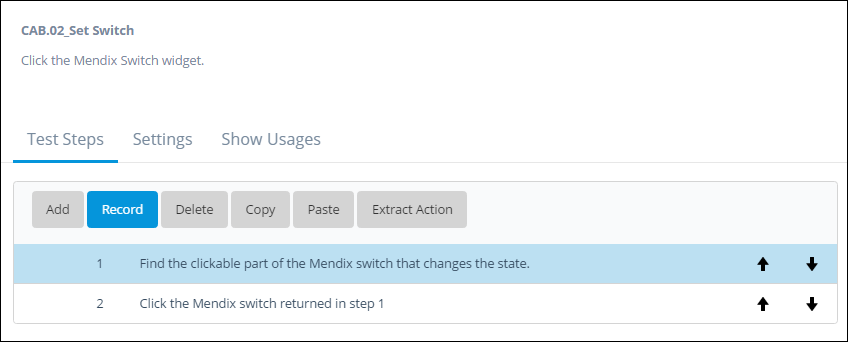 CAB.02_Set Switch
Click the Mendix Switch widget.
Test Steps Settings Show Usages
Add Record Delete Copy Paste Extract Action
1 Find the clickable part of the Mendix switch that changes the state.
2 Click the Mendix switch returned in step 1